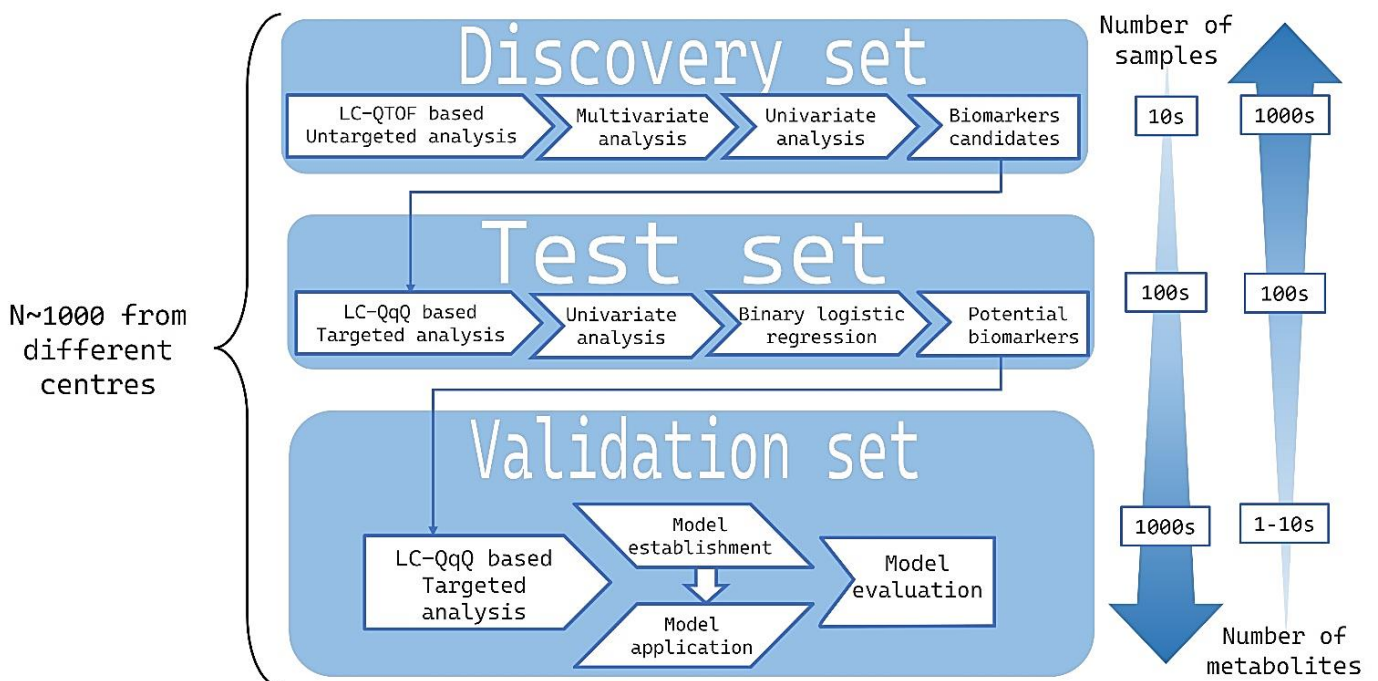 Discovery set
LC-QTOF based
Untargeted analysis
Multivariate
analysis
Univariate
analysis
Biomarkers
candidates
Test set
LC-QqQ based
Targeted analysis
Univariate
analysis
Binary logistic
regression
Potential
biomarkers
Validation set
LC-QqQ based
Targeted
analysis
Model
establishment
Model
application
Model
evaluation
N~1000 from
different
centres
Number of
samples
10s
100s
1000s
1000s
100s
1-10s
Number of
metabolites